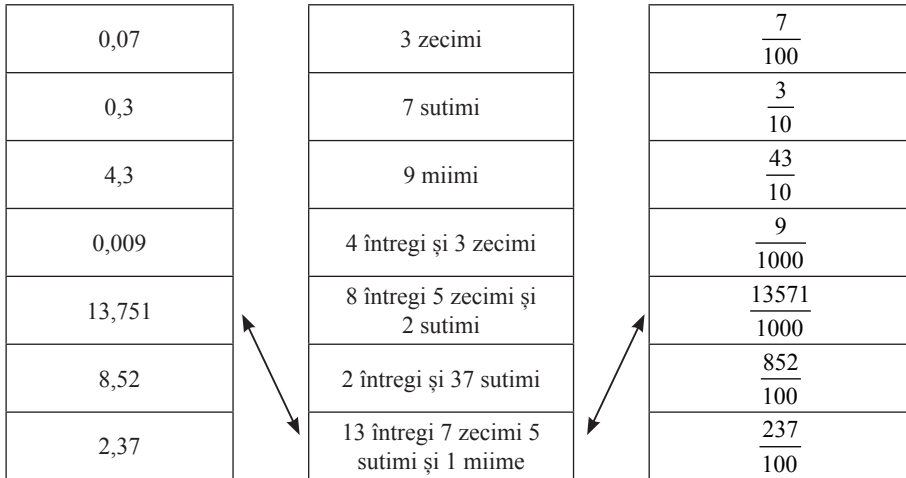 0,07
3 zecimi
7
100
0,3
7 sutimi
3
10
4,3
9 miimi
43
10
0,009
4 întregi și 3 zecimi
9
1000
13,751
8 întregi 5 zecimi și
2 sutimi
13571
1000
8,52
2 întregi și 37 sutimi
852
100
2,37
13 întregi 7 zecimi 5
sutimi și 1 miime
237
100